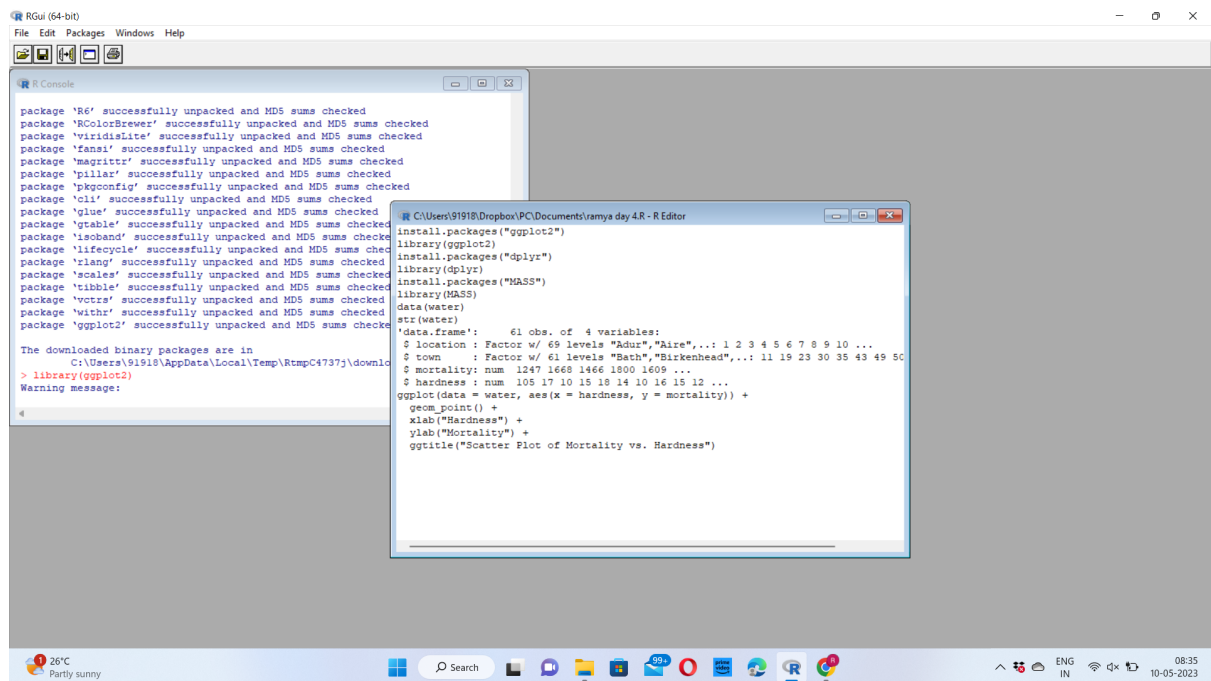 RGui (64-bit)
File Edit Packages Windows Help
R Console
package ‘R6’ successfully unpacked and MD5 sums checked
package ‘RColorBrewer’ successfully unpacked and MD5 sums checked
package ‘viridisLite’ successfully unpacked and MD5 sums checked
package ‘fansi’ successfully unpacked and MD5 sums checked
package ‘magrittr’ successfully unpacked and MD5 sums checked
package ‘pillar’ successfully unpacked and MD5 sums checked
package ‘pkgconfig’ successfully unpacked and MD5 sums checked
package ‘cli’ successfully unpacked and MD5 sums checked
package ‘glue’ successfully unpacked and MD5 sums checked
package ‘gtable’ successfully unpacked and MD5 sums checked
package ‘isoband’ successfully unpacked and MD5 sums checke
package ‘lifecycle’ successfully unpacked and MD5 sums chec
package ‘rlang’ successfully unpacked and MD5 sums checked
package ‘scales’ successfully unpacked and MD5 sums checked
package ‘tibble’ successfully unpacked and MD5 sums checked
package ‘vctrs’ successfully unpacked and MD5 sums checked
package ‘withr’ successfully unpacked and MD5 sums checked
package ‘ggplot2’ successfully unpacked and MD5 sums checke
The downloaded binary packages are in
C:\Users\91918\AppData\Local\Temp\RtmpC4737j\downlo
> library(ggplot2)
Warning message:
C:\Users\91918\Dropbox\PC\Documents\ramya day 4.R - R Editor
install.packages("ggplot2")
library(ggplot2)
install.packages("dplyr")
library(dplyr)
install.packages("MASS")
library(MASS)
data(water)
str(water)
'data.frame': 61 obs. of 4 variables:
$ location : Factor w/ 69 levels "Adur","Aire",..: 1 2 3 4 5 6 7 8 9 10 ...
$ town : Factor w/ 61 levels "Bath","Birkenhead",..: 11 19 23 30 35 43 49 50
$ mortality: num 1247 1668 1466 1800 1609 ...
$ hardness : num 105 17 10 15 18 14 10 16 15 12 ...
ggplot(data = water, aes(x = hardness, y = mortality)) +
geom_point() +
xlab("Hardness") +
ylab("Mortality") +
ggtitle("Scatter Plot of Mortality vs. Hardness")
1
26°C
Partly sunny
Search
99+
prime video
R
ENG
IN
08:35
10-05-2023